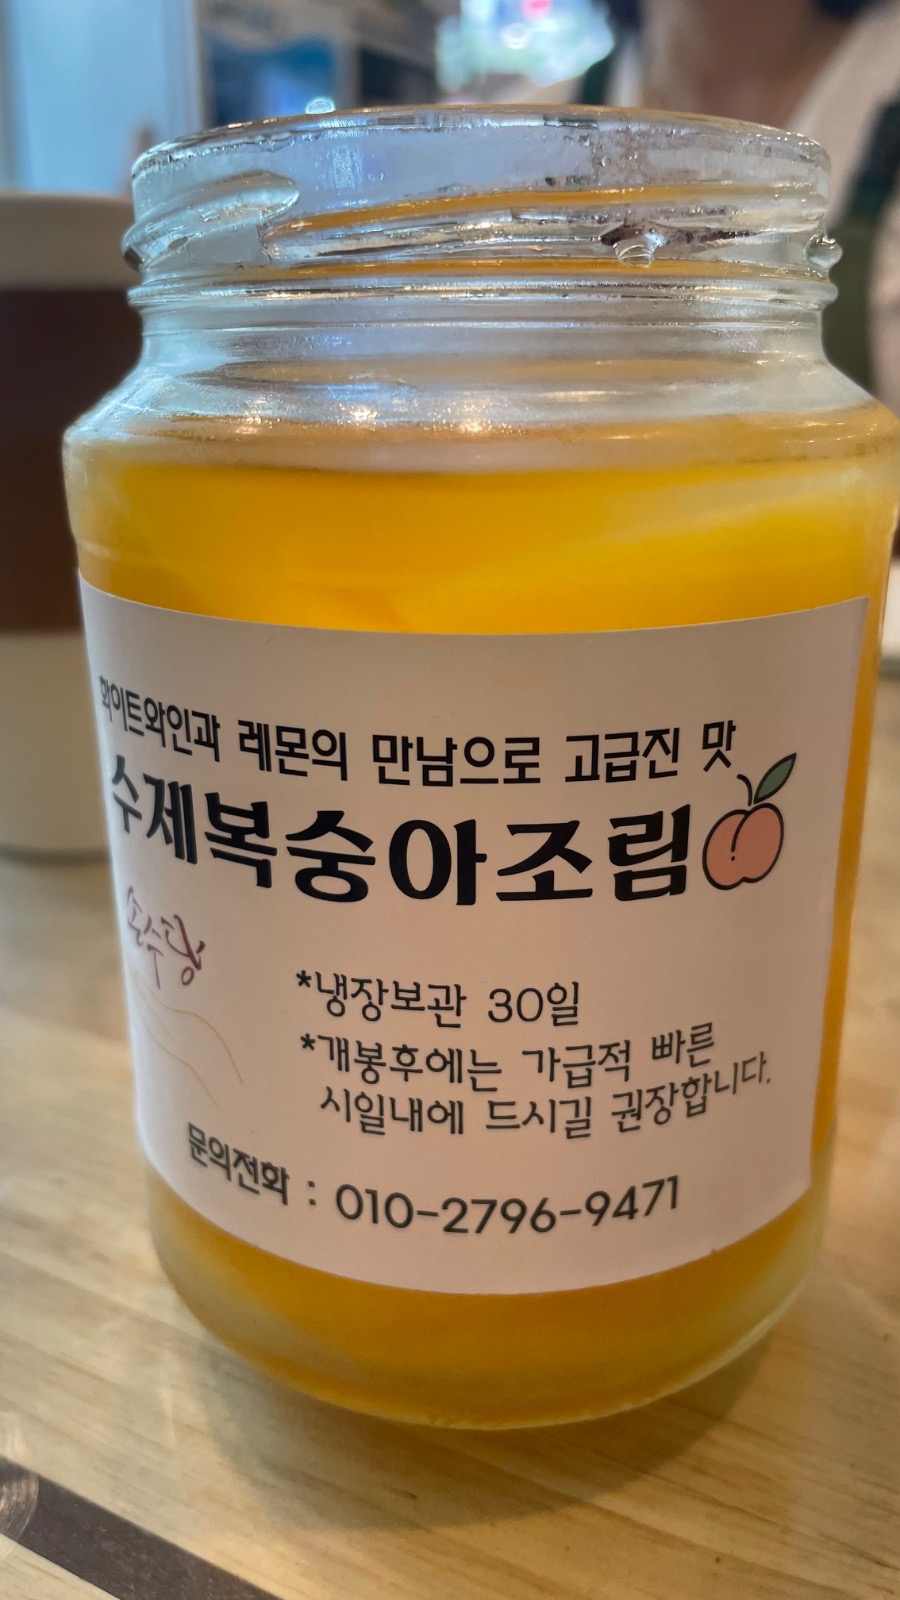 화이트와인과 레몬의 만남으로 고급진 맛
수제복숭아조림
손수당
*냉장보관 30일
*개봉후에는 가급적 빠른
시일내에 드시길 권장합니다.
문의전화 : 010-2796-9471